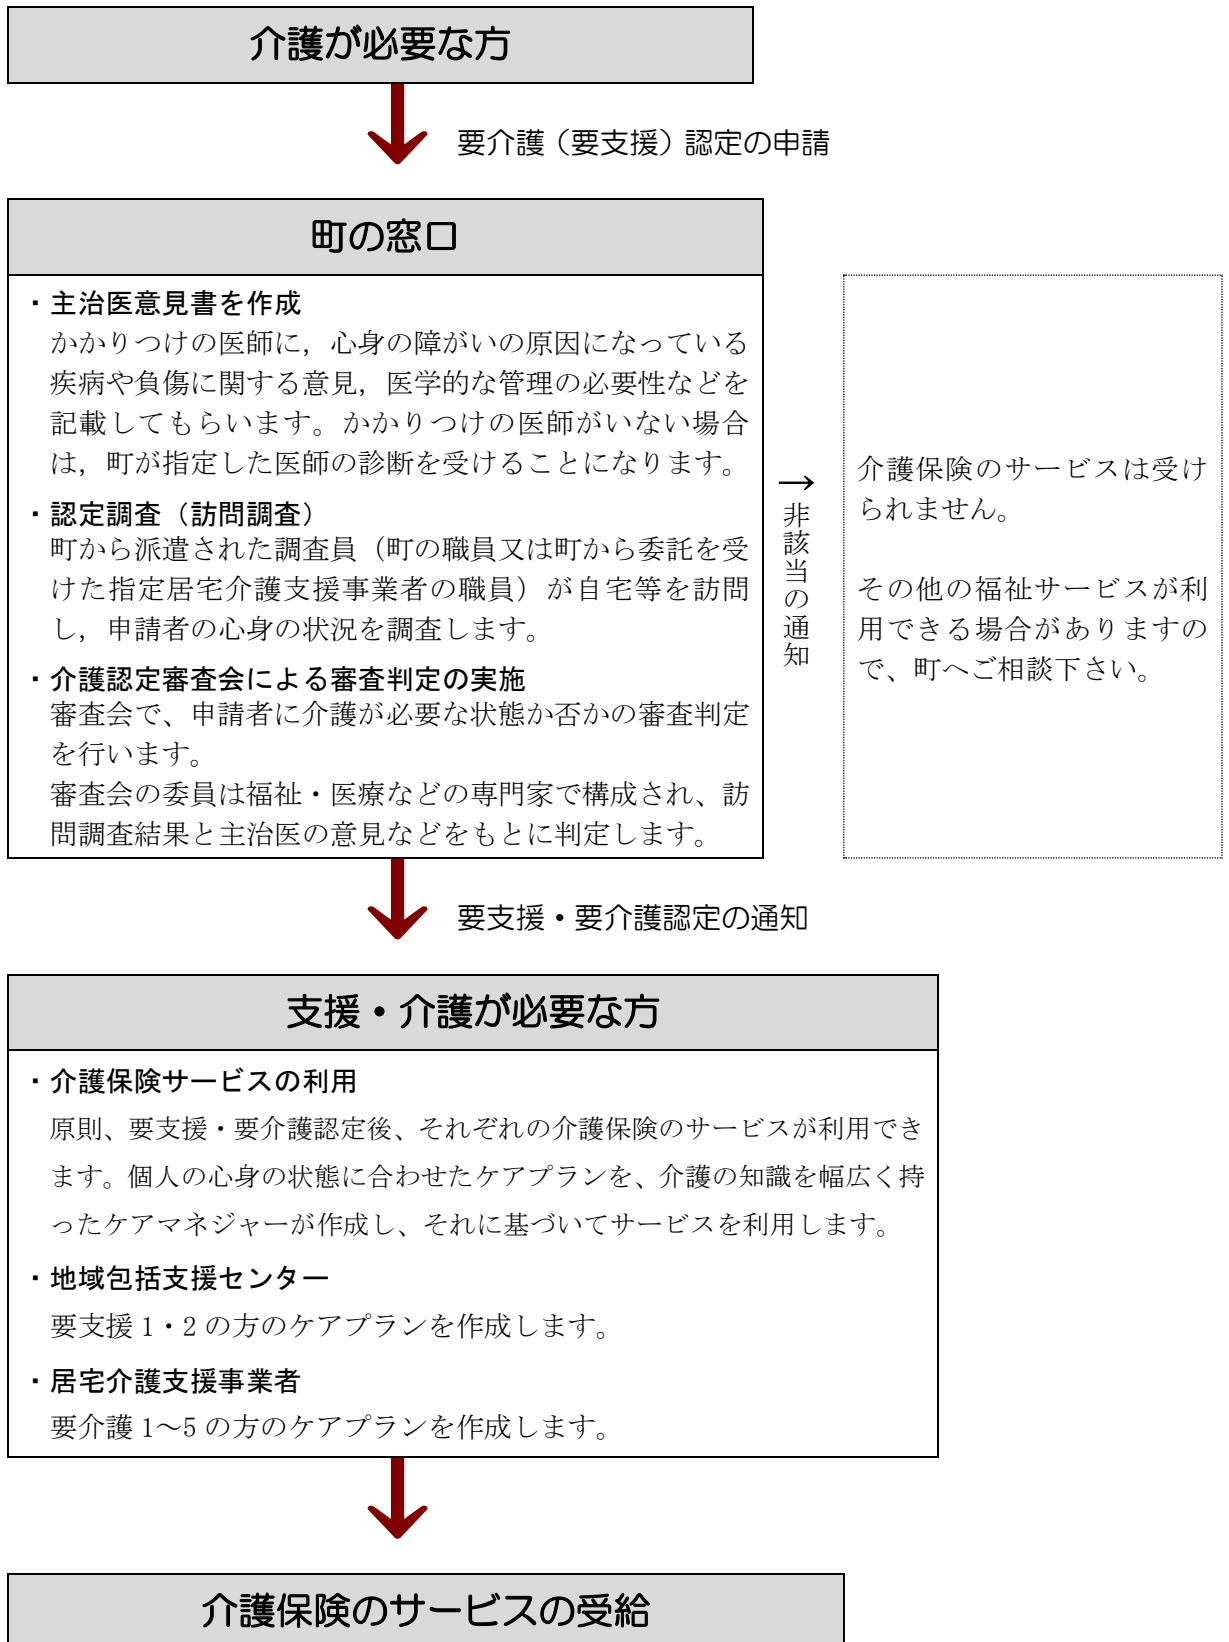 介護が必要な方
要介護（要支援）認定の申請
町の窓口
・主治医意見書を作成
かかりつけの医師に，心身の障がいの原因になっている
疾病や負傷に関する意見，医学的な管理の必要性などを
記載してもらいます。かかりつけの医師がいない場合
は，町が指定した医師の診断を受けることになります。
・認定調査（訪問調査）
町から派遣された調査員（町の職員又は町から委託を受
けた指定居宅介護支援事業者の職員）が自宅等を訪問
し，申請者の心身の状況を調査します。
・介護認定審査会による審査判定の実施
審査会で、申請者に介護が必要な状態か否かの審査判定
を行います。
審査会の委員は福祉・医療などの専門家で構成され、訪
問調査結果と主治医の意見などをもとに判定します。
→非該当の通知
介護保険のサービスは受け
られません。
その他の福祉サービスが利
用できる場合がありますの
で、町へご相談下さい。
要支援・要介護認定の通知
支援・介護が必要な方
・介護保険サービスの利用
原則、要支援・要介護認定後、それぞれの介護保険のサービスが利用でき
ます。個人の心身の状態に合わせたケアプランを、介護の知識を幅広く持
ったケアマネジャーが作成し、それに基づいてサービスを利用します。
・地域包括支援センター
要支援 1・2 の方のケアプランを作成します。
・居宅介護支援事業者
要介護 1～5 の方のケアプランを作成します。
介護保険のサービスの受給